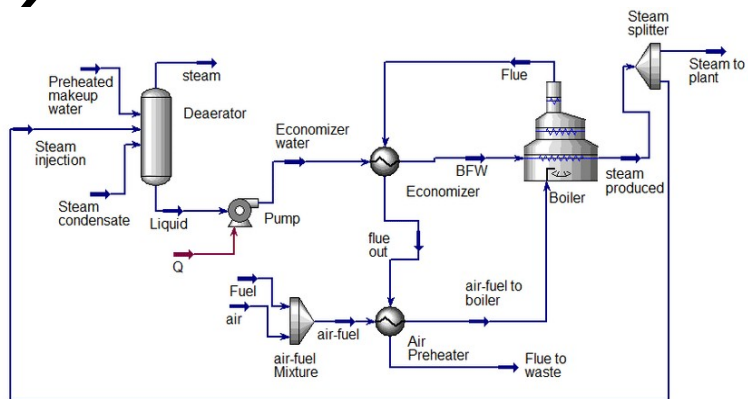 Steam
splitter
Steam to
plant
steam
Flue
Preheated
makeup
water
Deaerator
Economizer
water
Steam
injection
BFW
steam
produced
Economizer
Boiler
Steam
condensate
Liquid
Pump
flue
out
Q
Fuel
air-fuel to
boiler
air
air-fuel
Air
Preheater
air-fuel
Mixture
Flue to
waste